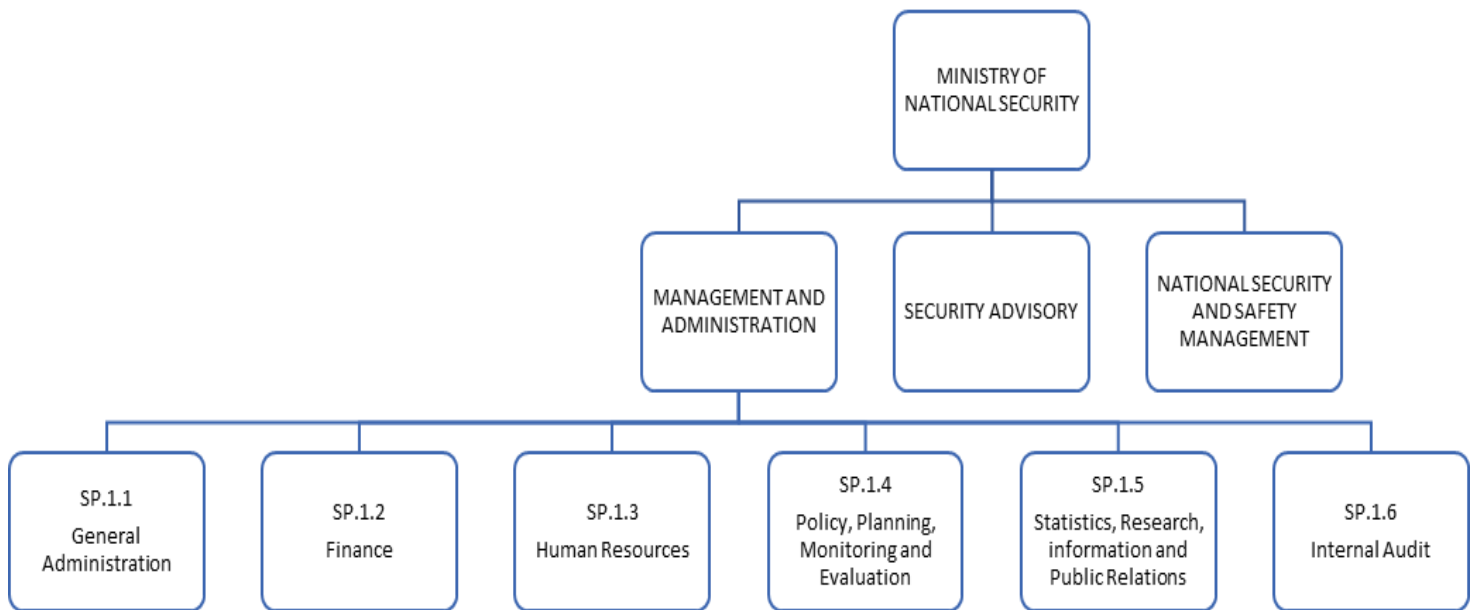 MINISTRY OF
NATIONAL SECURITY
MANAGEMENT AND
ADMINISTRATION
SECURITY ADVISORY
NATIONAL SECURITY
AND SAFETY
MANAGEMENT
SP.1.1
General
Administration
SP.1.2
Finance
SP.1.3
Human Resources
SP.1.4
Policy, Planning,
Monitoring and
Evaluation
SP.1.5
Statistics, Research,
information and
Public Relations
SP.1.6
Internal Audit